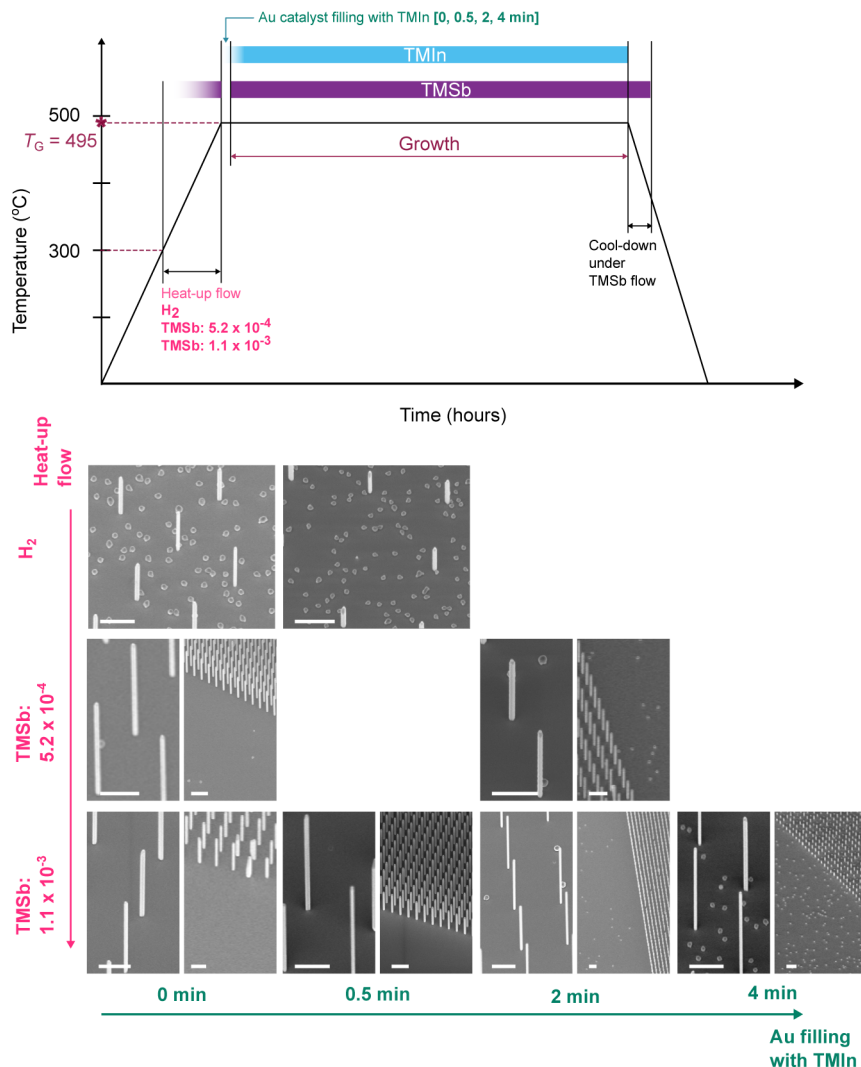 Au catalyst filling with TMIn [0, 0.5, 2, 4 min]
TMIn
TMSb
500
T_G = 495
Growth
Temperature (⁰C)
300
Cool-down
under
TMSb flow
Heat-up flow
H₂
TMSb: 5.2 x 10⁻⁴
TMSb: 1.1 x 10⁻³
Time (hours)
Heat-up
flow
H₂
TMSb:
5.2 x 10⁻⁴
TMSb:
1.1 x 10⁻³
0 min
0.5 min
2 min
4 min
Au filling
with TMIn